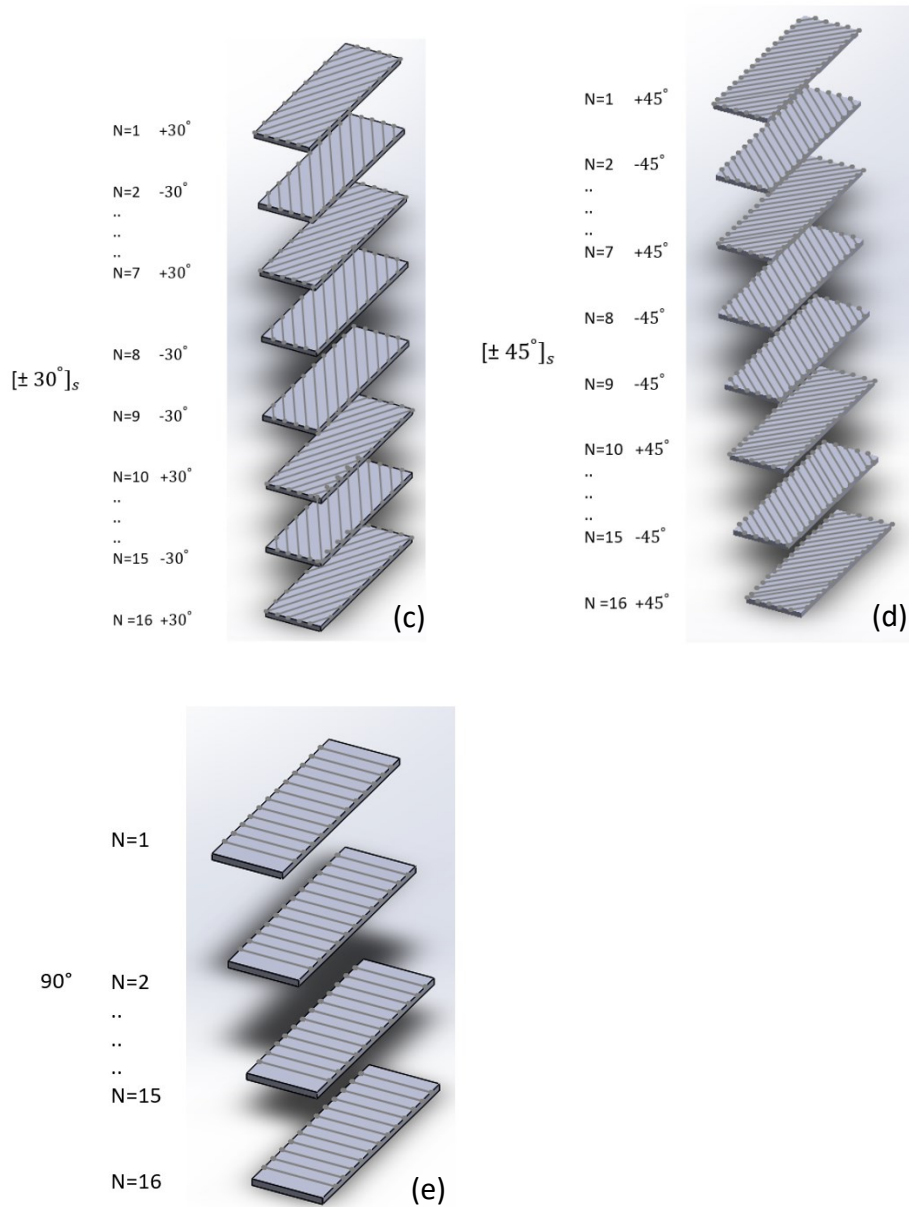 N=1 +30°
N=2 -30°
..
..
..
N=7 +30°
[± 30°]s
N=8 -30°
N=9 -30°
N=10 +30°
..
..
..
N=15 -30°
N =16 +30°
(c)
N=1 +45°
N=2 -45°
..
..
..
N=7 +45°
N=8 -45°
[± 45°]s
N=9 -45°
N=10 +45°
..
..
..
N=15 -45°
N =16 +45°
(d)
N=1
90° N=2
..
..
..
N=15
N=16
(e)